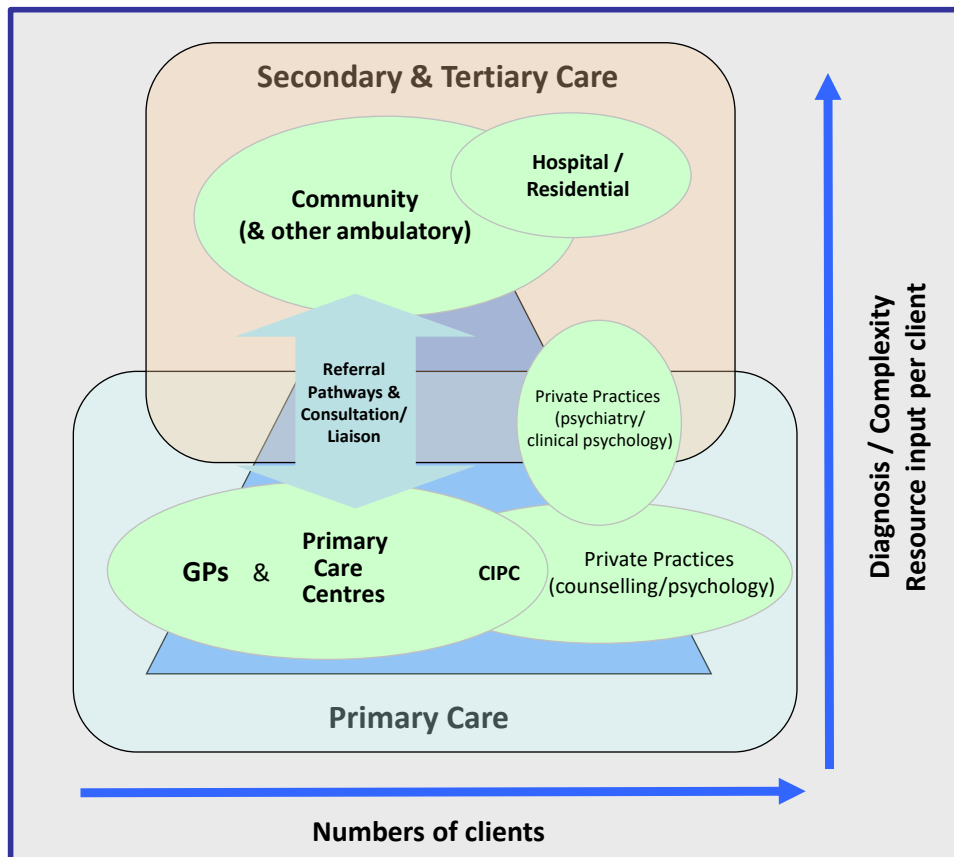 Secondary & Tertiary Care
Hospital /
Residential
Community
(& other ambulatory)
Referral
Pathways &
Consultation/
Liaison
Private Practices
(psychiatry/
clinical psychology)
GPs &
Primary
Care
Centres
CIPC
Private Practices
(counselling/psychology)
Primary Care
Numbers of clients
Diagnosis / Complexity
Resource input per client